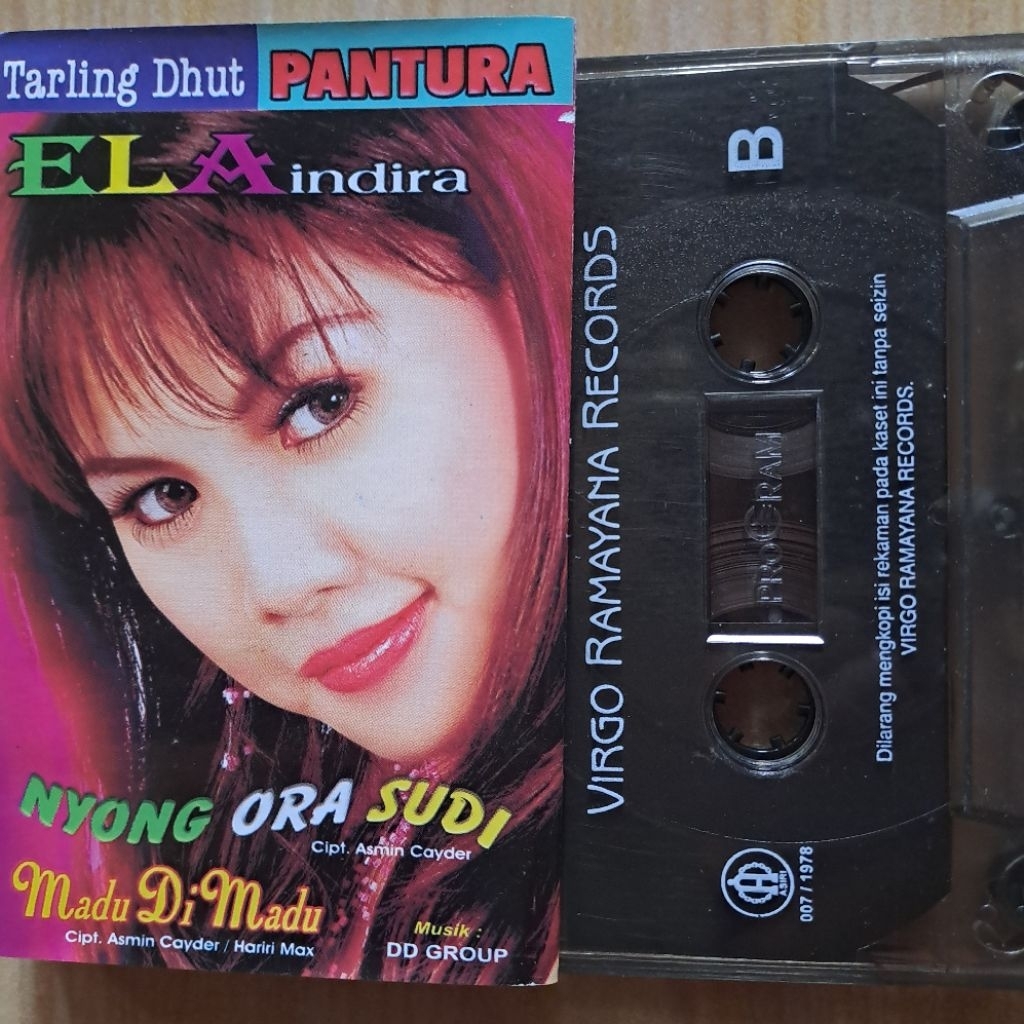 Tarling Dhut PANTURA
ELA indira
NYONG ORA SUDI
Cipt. Asmin Cayder
Madu Di Madu
Cipt. Asmin Cayder / Hariri Max
Musik :
DD GROUP
VIRGO RAMAYANA RECORDS
B
PROGRAM
Dilarang mengkopi isi rekaman pada kaset ini tanpa seizin
VIRGO RAMAYANA RECORDS.
ASIRI
007 / 1978